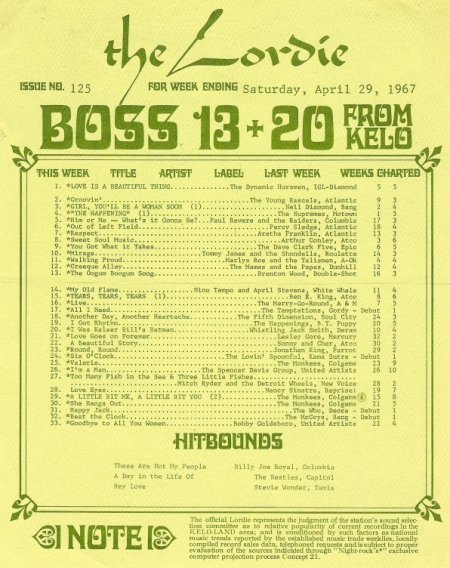 the Lordie
ISSUE NO. 125 FOR WEEK ENDING Saturday, April 29, 1967
BOSS 13 + 20 FROM KELO
THIS WEEK TITLE ARTIST LABEL LAST WEEK WEEKS CHARTED
1. *LOVE IS A BEAUTIFUL THING..........The Dynamic Hursmen, IGL-Diamond 5 5
2. *Groovin'..........The Young Rascals, Atlantic 9 3
3. *GIRL, YOU'LL BE A WOMAN SOON (1)..........Neil Diamond, Bang 2 4
4. *"THE HAPPENING" (1)..........The Supremes, Motown 1 5
5. *Him or Me — What's it Gonna Be?...Paul Revere and the Raiders, Columbia 17 3
6. *Out of Left Field..........Percy Sledge, Atlantic 18 4
7. *Respect..........Aretha Franklin, Atlantic 13 3
8. *Sweet Soul Music..........Arthur Conley, Atco 3 6
9. *You Got What it Takes..........The Dave Clark Five, Epic 6 5
10. *Mirage..........Tommy James and the Shondells, Roulette 14 3
11. *Walking Proud..........Marlys Roe and the Talismen, A-OK 4 4
12. *Creeque Alley..........The Mamas and the Papas, Dunhill 12 4
13. *The Oogum Boogum Song..........Brenton Wood, Double-Shot 16 3
14. *My Old Flame..........Nino Tempo and April Stevens, White Whale 11 4
15. *TEARS, TEARS, TEARS (1)..........Ben E. King, Atco 8 6
16. *Live..........The Merry-Go-Round, A & M 7 5
17. *All I Need..........The Temptations, Gordy - Debut 1
18. *Another Day, Another Heartache..........The Fifth Dimension, Soul City 24 3
19. I Got Rhythm..........The Happenings, B.T. Puppy 20 5
20. *I Was Kaiser Bill's Batman..........Whistling Jack Smith, Deram 10 4
21. *Love Goes on Forever..........Lesley Gore, Mercury 32 2
22. A Beautiful Story..........Sonny and Cher, Atco 30 2
23. *Round, Round..........Jonathan King, Parrot 29 2
24. *Six O'Clock..........The Lovin' Spoonful, Kama Sutra - Debut 1
25. *Valerie..........The Monkees, Colgems 23 9
26. *I'm a Man..........The Spencer Davis Group, United Artists 26 10
27. *Too Many Fish in the Sea & Three Little Fishes..........
Mitch Ryder and the Detroit Wheels, New Voice 28 2
28. Love Eyes..........Nancy Sinatra, Reprise 19 7
29. *A LITTLE BIT ME, A LITTLE BIT YOU (2)..........The Monkees, Colgems 15 8
30. *She Hangs Out..........The Monkees, Colgems 21 5
31. Happy Jack..........The Who, Decca - Debut 1
32. *Beat the Clock..........The McCoys, Bang - Debut 1
33. *Goodbye to All You Women..........Bobby Goldsboro, United Artists 22 4
HITBOUNDS
These Are Not My People Billy Joe Royal, Columbia
A Day in the Life Of The Beatles, Capitol
Hey Love Stevie Wonder, Tamla
NOTE
The official Lordie represents the judgment of the station's sound selec-
tion committee as to relative popularity of current recordings in the
KELO-LAND area; and is conditioned by such factors as national
music trends reported by the established music trade weeklies, locally
compiled record sales data, telephoned requests and is subject to proper
evaluation of the sources indicated through "Night-rock's*" exclusive
computer projection process Concept 21.